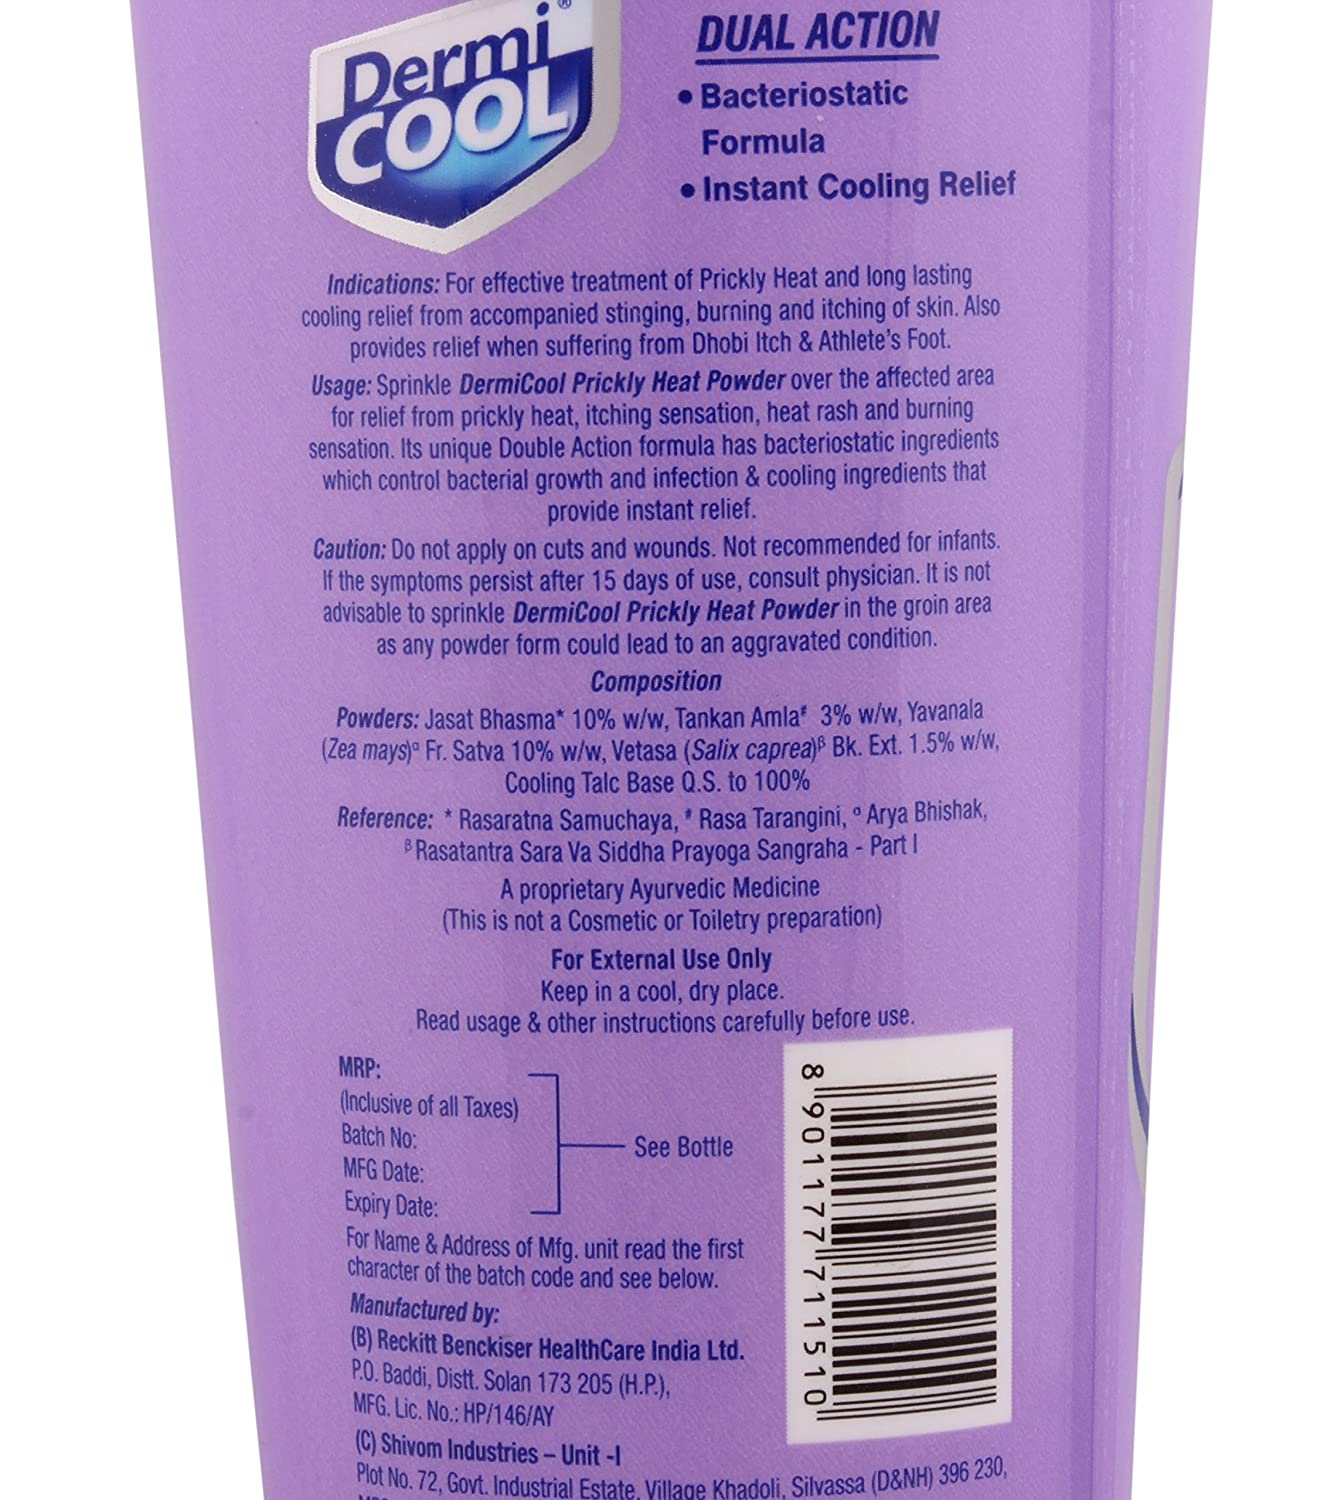 Dermi®
COOL
DUAL ACTION
• Bacteriostatic
Formula
• Instant Cooling Relief
Indications: For effective treatment of Prickly Heat and long lasting
cooling relief from accompanied stinging, burning and itching of skin. Also
provides relief when suffering from Dhobi Itch & Athlete's Foot.
Usage: Sprinkle DermiCool Prickly Heat Powder over the affected area
for relief from prickly heat, itching sensation, heat rash and burning
sensation. Its unique Double Action formula has bacteriostatic ingredients
which control bacterial growth and infection & cooling ingredients that
provide instant relief.
Caution: Do not apply on cuts and wounds. Not recommended for infants.
If the symptoms persist after 15 days of use, consult physician. It is not
advisable to sprinkle DermiCool Prickly Heat Powder in the groin area
as any powder form could lead to an aggravated condition.
Composition
Powders: Jasat Bhasma* 10% w/w, Tankan Amla# 3% w/w, Yavanala
(Zea mays)α Fr. Satva 10% w/w, Vetasa (Salix caprea)β Bk. Ext. 1.5% w/w,
Cooling Talc Base Q.S. to 100%
Reference: * Rasaratna Samuchaya, # Rasa Tarangini, α Arya Bhishak,
β Rasatantra Sara Va Siddha Prayoga Sangraha - Part I
A proprietary Ayurvedic Medicine
(This is not a Cosmetic or Toiletry preparation)
For External Use Only
Keep in a cool, dry place.
Read usage & other instructions carefully before use.
MRP:
(Inclusive of all Taxes)
Batch No:
MFG Date:
Expiry Date:
See Bottle
For Name & Address of Mfg. unit read the first
character of the batch code and see below.
Manufactured by:
(B) Reckitt Benckiser HealthCare India Ltd.
P.O. Baddi, Distt. Solan 173 205 (H.P.),
MFG. Lic. No.: HP/146/AY
(C) Shivom Industries – Unit -I
Plot No. 72, Govt. Industrial Estate, Village Khadoli, Silvassa (D&NH) 396 230,
8901177711510